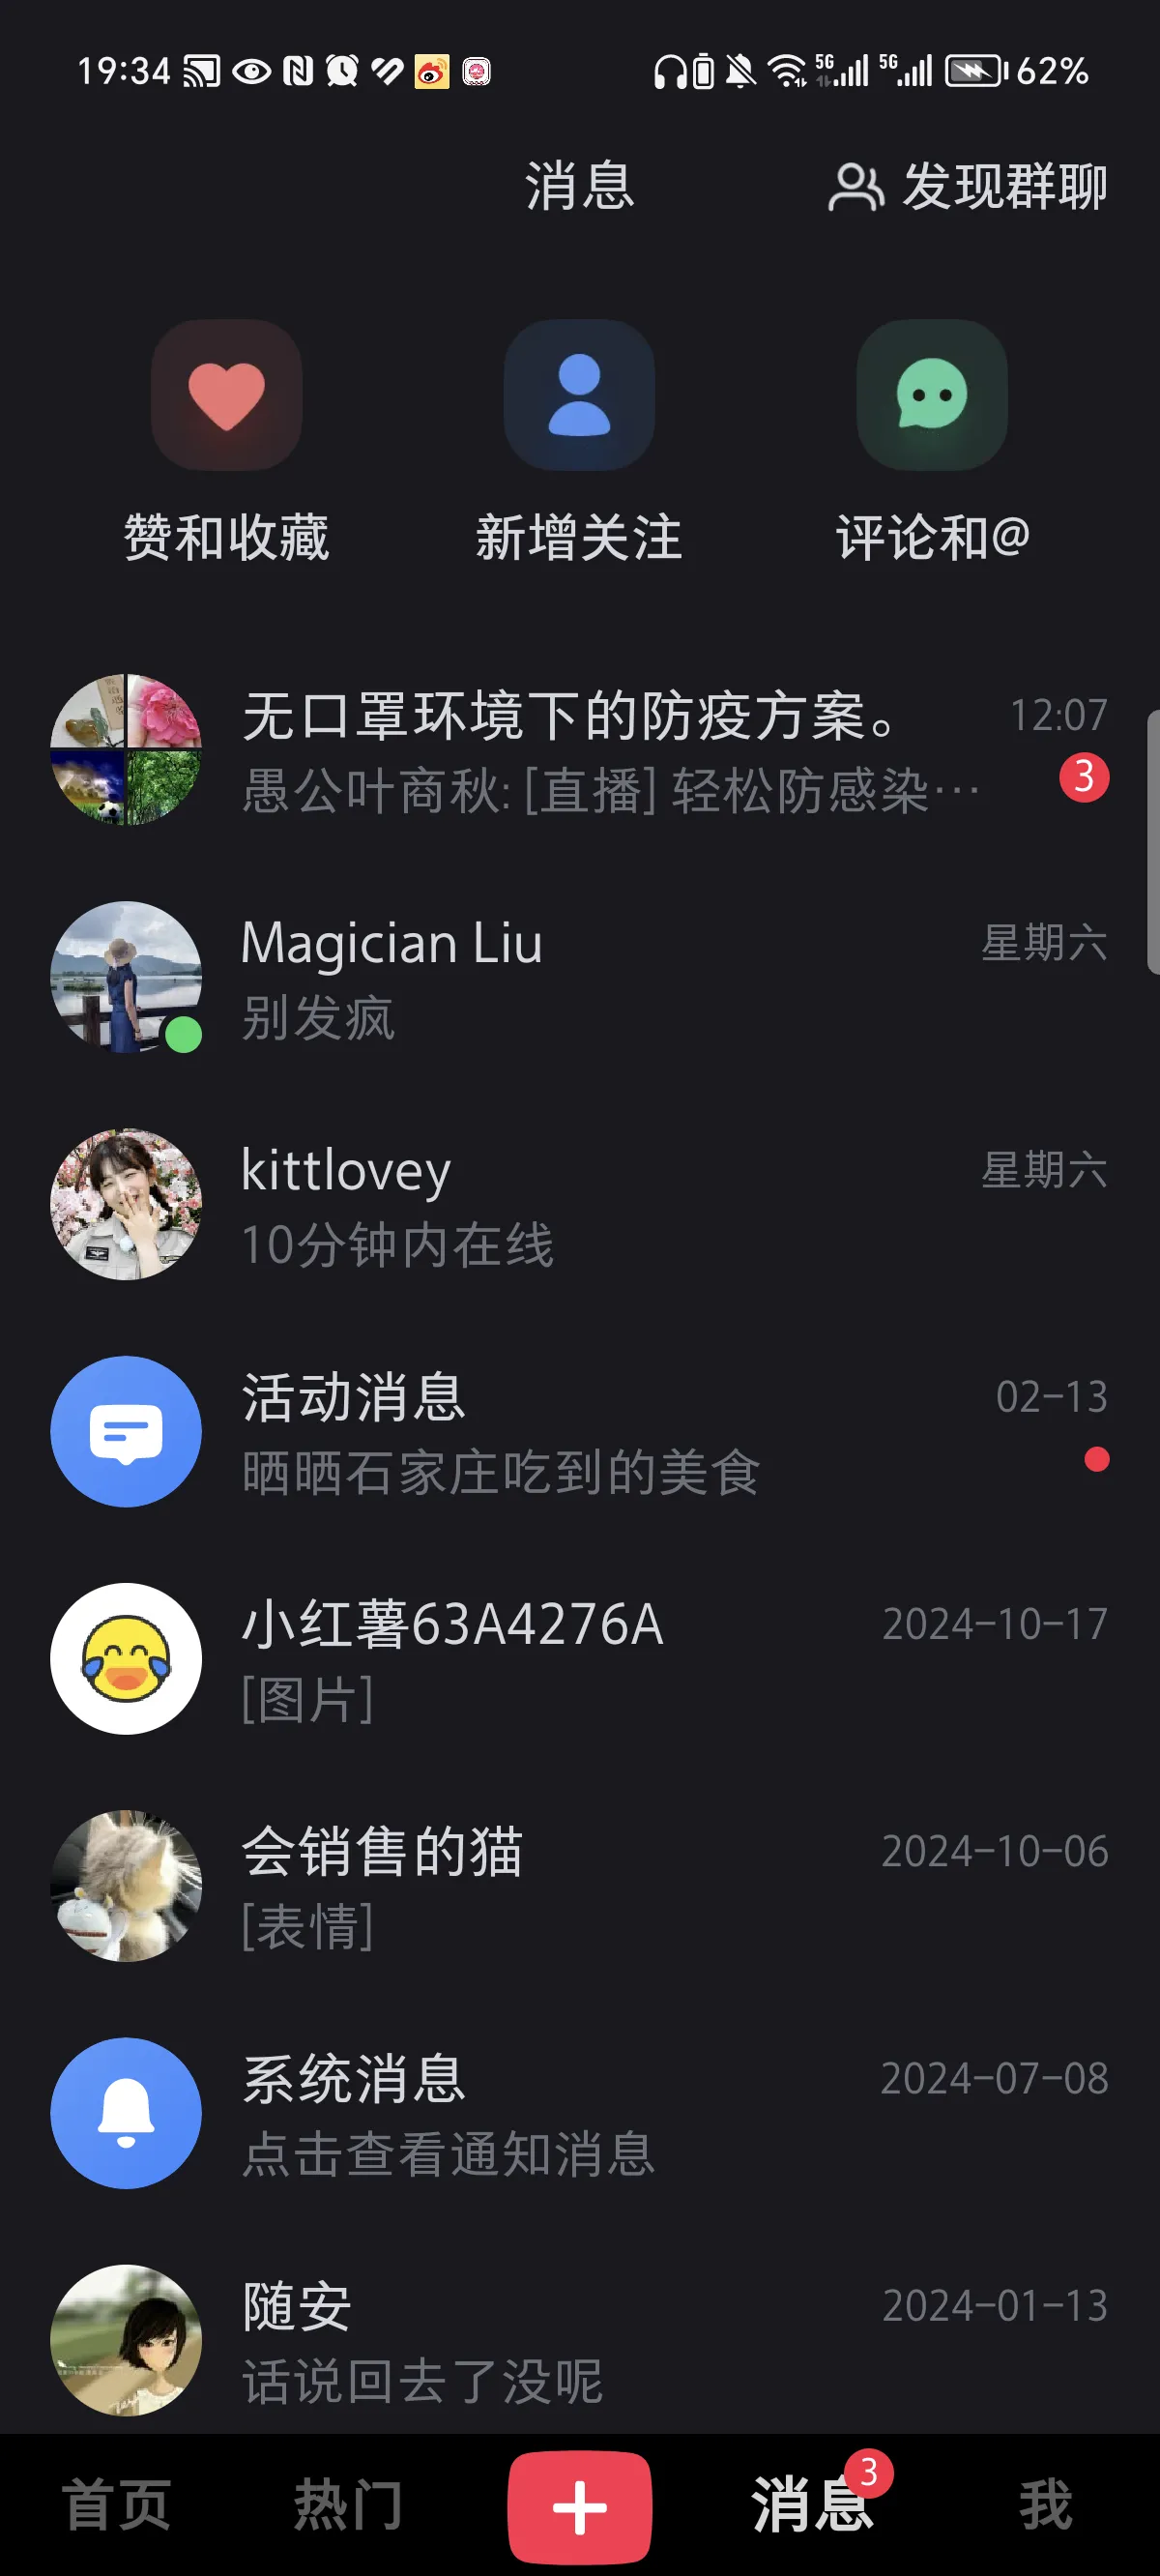 19:34 5G 5G 62%
消息 发现群聊
赞和收藏 新增关注 评论和@
无口罩环境下的防疫方案。 12:07
愚公叶商秋: [直播] 轻松防感染… 3
Magician Liu 星期六
别发疯
kittlovey 星期六
10分钟内在线
活动消息 02-13
晒晒石家庄吃到的美食
小红薯63A4276A 2024-10-17
[图片]
会销售的猫 2024-10-06
[表情]
系统消息 2024-07-08
点击查看通知消息
随安 2024-01-13
话说回去了没呢
首页 热门 消息 3 我